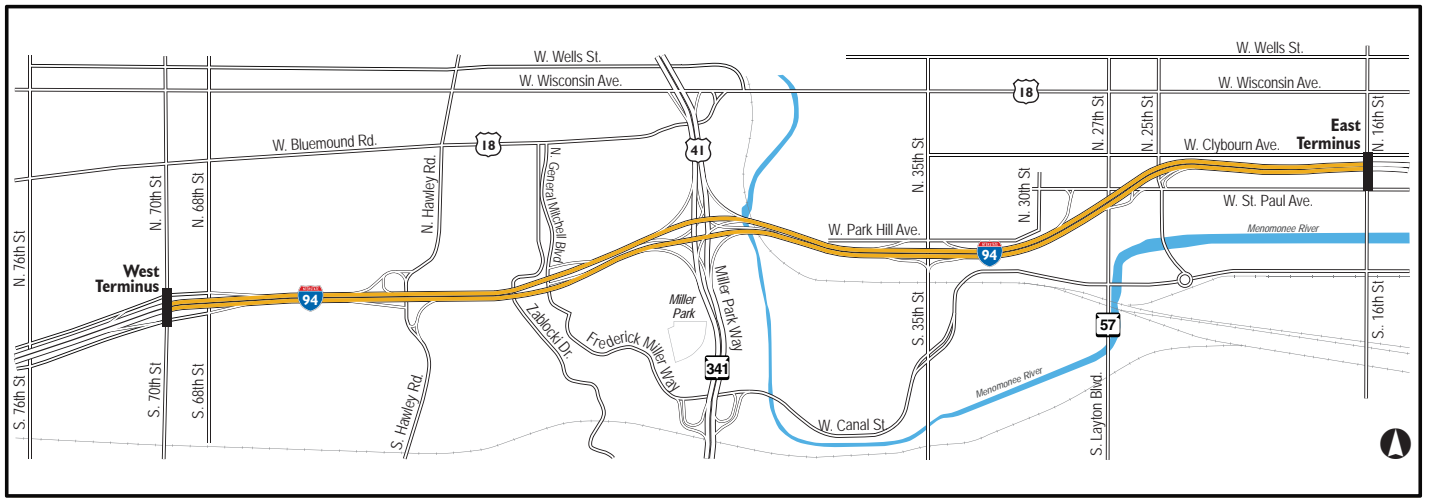 W. Wells St.
W. Wells St.
W. Wisconsin Ave.
18
W. Wisconsin Ave.
N. 27th St
N. 25th St
N. 16th St
East
Terminus
W. Bluemound Rd.
18
41
W. Clybourn Ave.
N. 35th St
N. 70th St
N. 68th St
N. Hawley Rd.
N. General Mitchell Blvd
N. 30th St
W. St. Paul Ave.
N. 76th St
W. Park Hill Ave.
Menomonee River
94
West
Terminus
94
Miller
Park
Miller Park Way
Zablocki Dr.
Frederick Miller Way
S. 35th St
57
S.. 16th St
341
S. 76th St
S. 70th St
S. 68th St
S. Hawley Rd.
Menomonee River
S. Layton Blvd.
W. Canal St